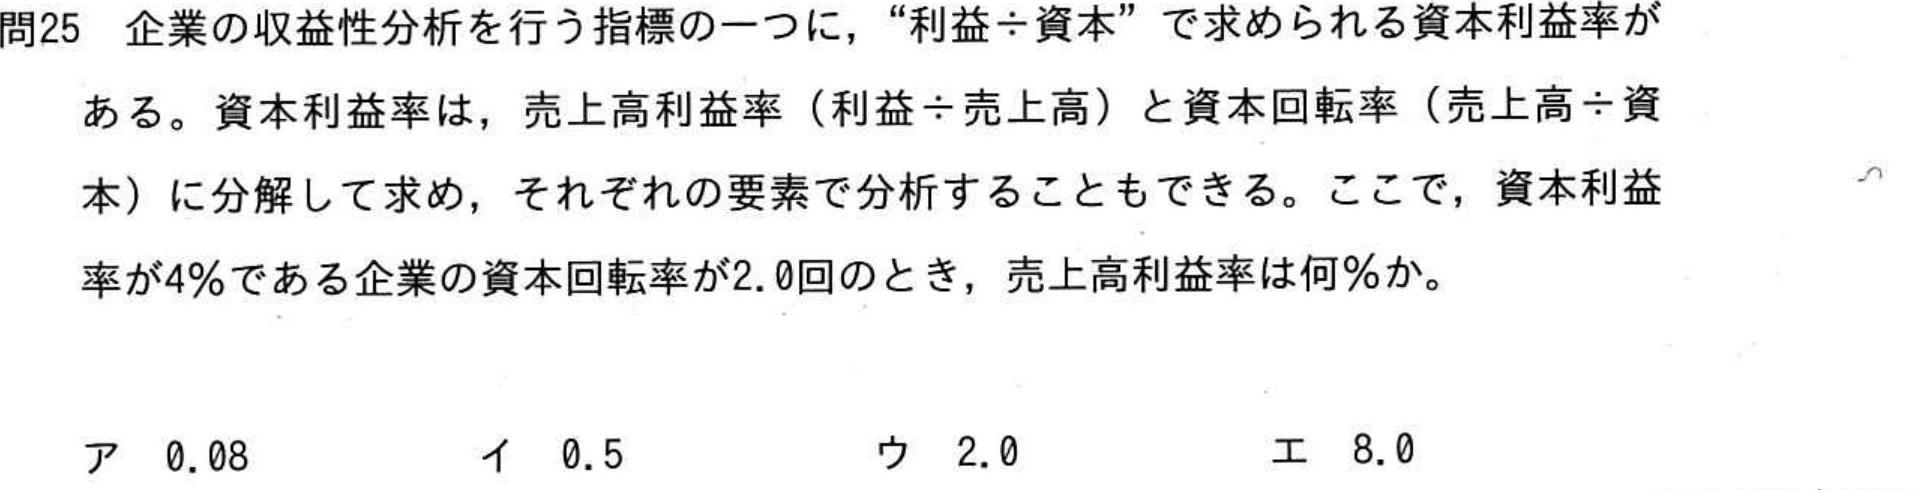 問25 企業の収益性分析を行う指標の一つに，“利益÷資本”で求められる資本利益率が
ある。資本利益率は，売上高利益率（利益÷売上高）と資本回転率（売上高÷資
本）に分解して求め，それぞれの要素で分析することもできる。ここで，資本利益
率が4％である企業の資本回転率が2.0回のとき，売上高利益率は何％か。
ア 0.08 イ 0.5 ウ 2.0 エ 8.0